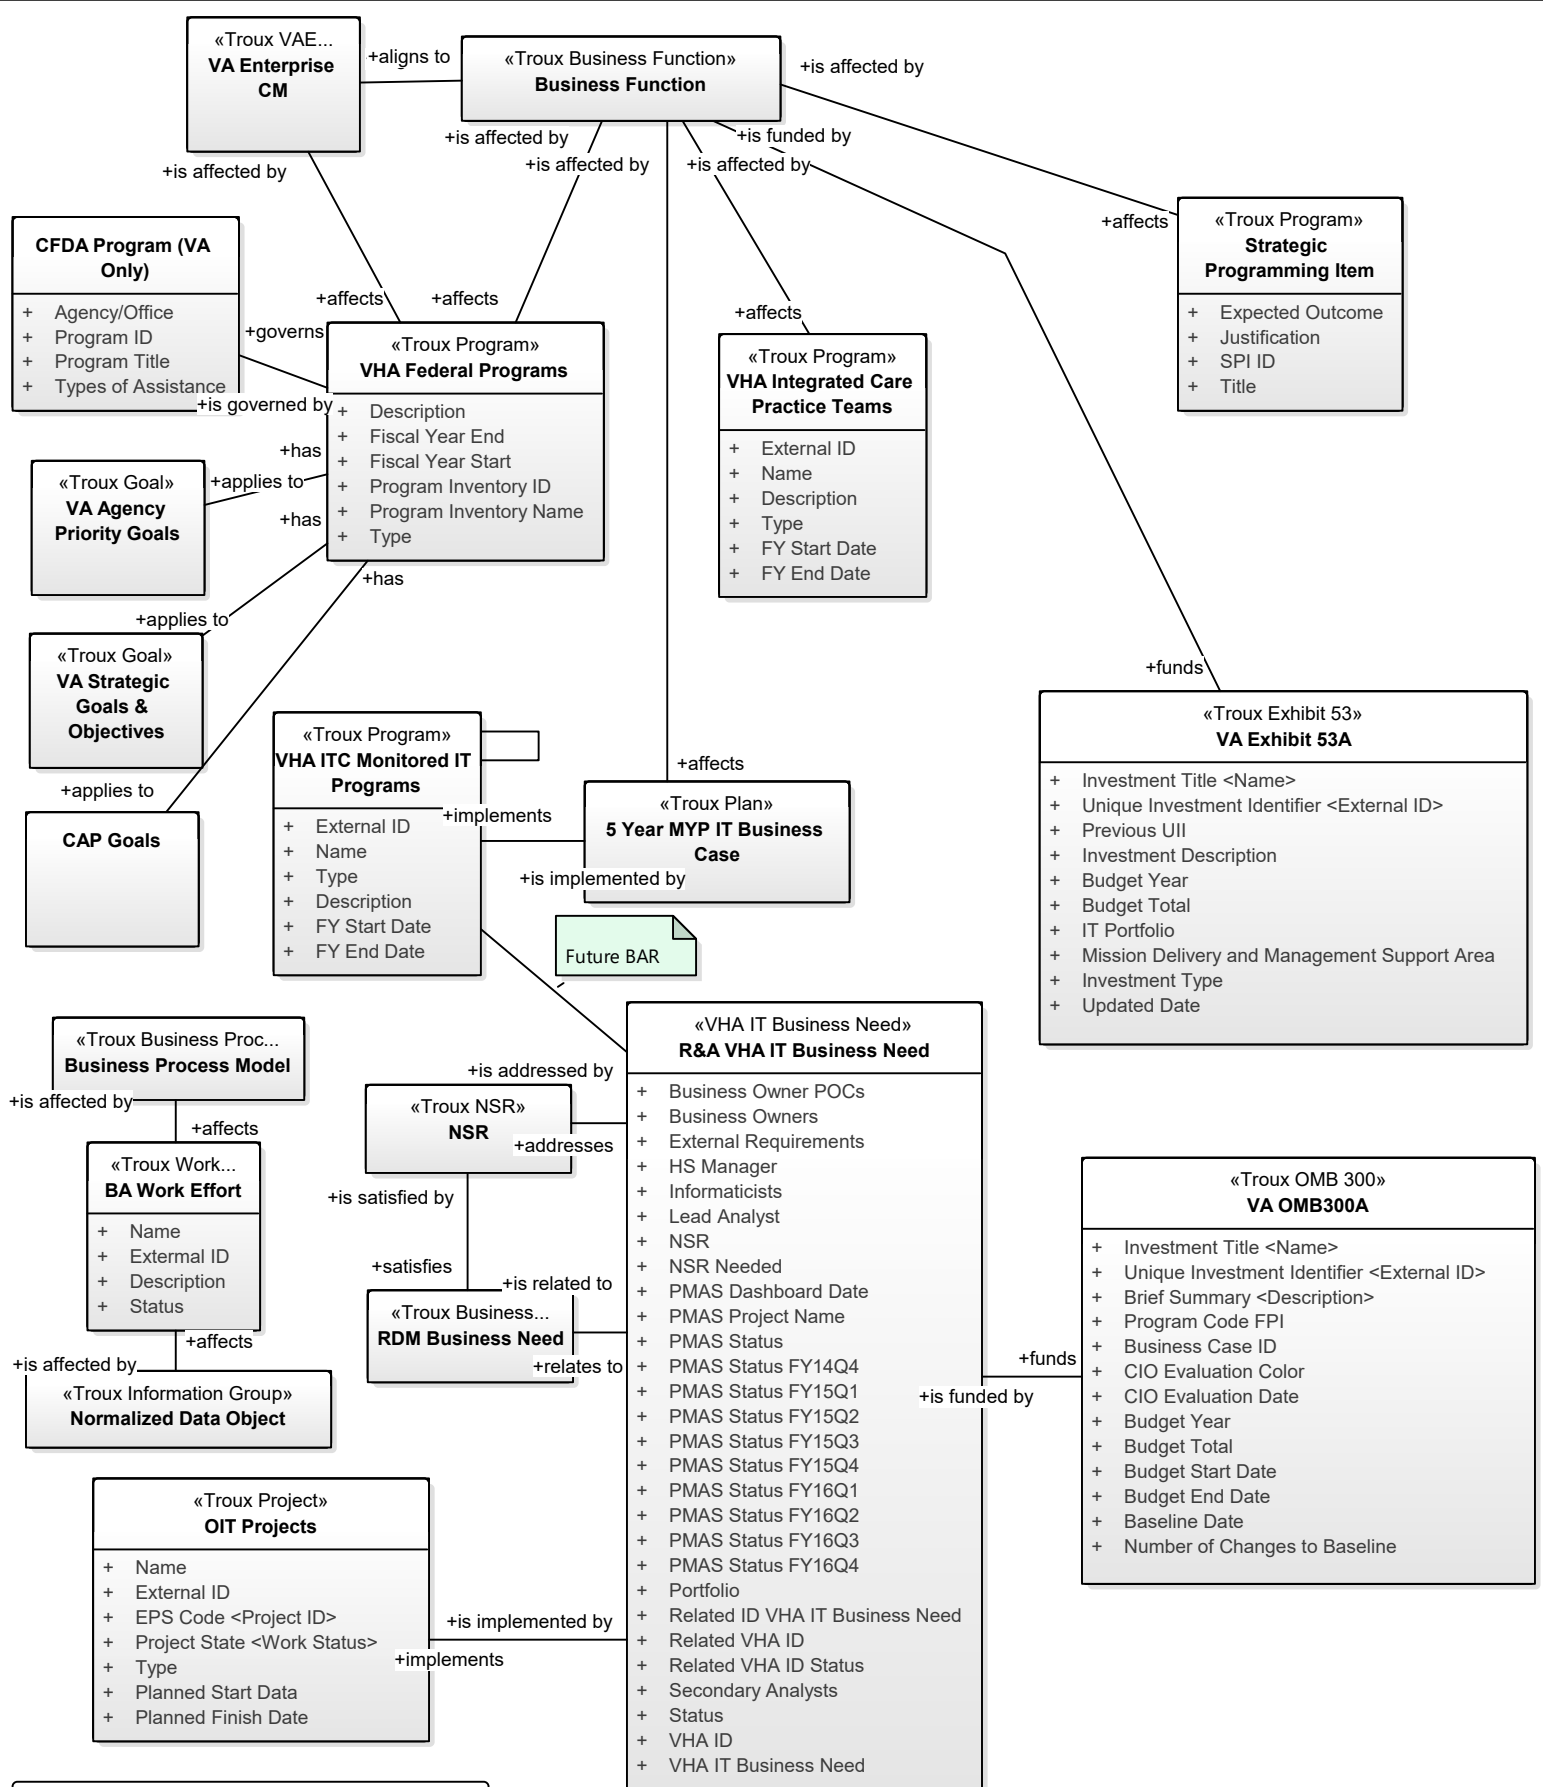 «Troux VAE...
VA Enterprise
CM
+aligns to
«Troux Business Function»
Business Function
+is affected by
+is affected by
+is affected by
+is affected by
+is funded by
+is affected by
+affects
«Troux Program»
Strategic
Programming Item
+ Expected Outcome
+ Justification
+ SPI ID
+ Title
CFDA Program (VA
Only)
+ Agency/Office
+ Program ID
+ Program Title
+ Types of Assistance
+affects
+affects
+governs
+is governed by
«Troux Program»
VHA Federal Programs
+ Description
+ Fiscal Year End
+ Fiscal Year Start
+ Program Inventory ID
+ Program Inventory Name
+ Type
+affects
«Troux Program»
VHA Integrated Care
Practice Teams
+ External ID
+ Name
+ Description
+ Type
+ FY Start Date
+ FY End Date
+has
+applies to
+has
+has
«Troux Goal»
VA Agency
Priority Goals
+applies to
«Troux Goal»
VA Strategic
Goals &
Objectives
+applies to
CAP Goals
«Troux Program»
VHA ITC Monitored IT
Programs
+ External ID
+ Name
+ Type
+ Description
+ FY Start Date
+ FY End Date
+implements
+is implemented by
+affects
«Troux Plan»
5 Year MYP IT Business
Case
Future BAR
+funds
«Troux Exhibit 53»
VA Exhibit 53A
+ Investment Title <Name>
+ Unique Investment Identifier <External ID>
+ Previous UII
+ Investment Description
+ Budget Year
+ Budget Total
+ IT Portfolio
+ Mission Delivery and Management Support Area
+ Investment Type
+ Updated Date
«Troux Business Proc...
Business Process Model
+is affected by
+affects
«Troux Work...
BA Work Effort
+ Name
+ Extermal ID
+ Description
+ Status
+affects
+is affected by
«Troux Information Group»
Normalized Data Object
+is addressed by
«Troux NSR»
NSR
+addresses
+is satisfied by
+satisfies
+is related to
«Troux Business...
RDM Business Need
+relates to
«VHA IT Business Need»
R&A VHA IT Business Need
+ Business Owner POCs
+ Business Owners
+ External Requirements
+ HS Manager
+ Informaticists
+ Lead Analyst
+ NSR
+ NSR Needed
+ PMAS Dashboard Date
+ PMAS Project Name
+ PMAS Status
+ PMAS Status FY14Q4
+ PMAS Status FY15Q1
+ PMAS Status FY15Q2
+ PMAS Status FY15Q3
+ PMAS Status FY15Q4
+ PMAS Status FY16Q1
+ PMAS Status FY16Q2
+ PMAS Status FY16Q3
+ PMAS Status FY16Q4
+ Portfolio
+ Related ID VHA IT Business Need
+ Related VHA ID
+ Related VHA ID Status
+ Secondary Analysts
+ Status
+ VHA ID
+ VHA IT Business Need
+funds
+is funded by
«Troux OMB 300»
VA OMB300A
+ Investment Title <Name>
+ Unique Investment Identifier <External ID>
+ Brief Summary <Description>
+ Program Code FPI
+ Business Case ID
+ CIO Evaluation Color
+ CIO Evaluation Date
+ Budget Year
+ Budget Total
+ Budget Start Date
+ Budget End Date
+ Baseline Date
+ Number of Changes to Baseline
«Troux Project»
OIT Projects
+ Name
+ External ID
+ EPS Code <Project ID>
+ Project State <Work Status>
+ Type
+ Planned Start Data
+ Planned Finish Date
+is implemented by
+implements